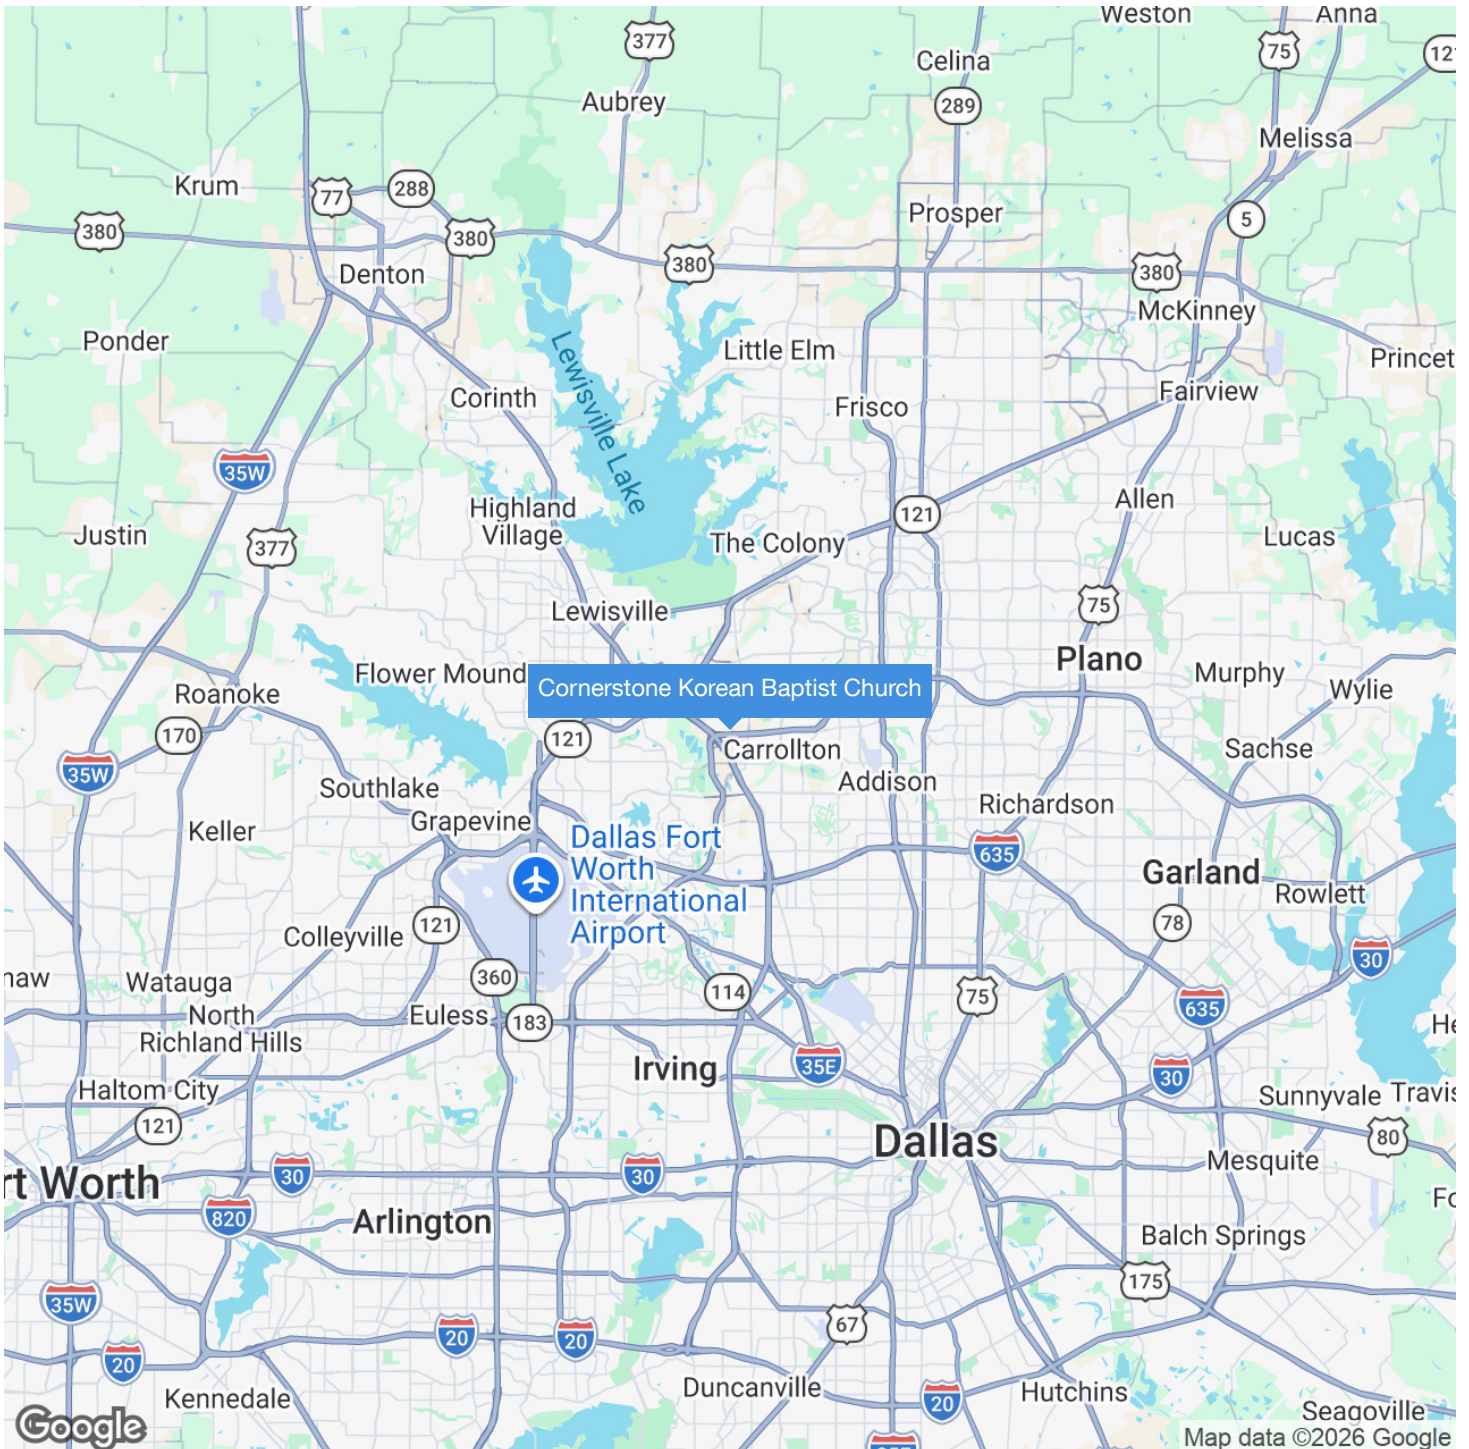 Weston
Anna
377
75
121
Celina
Aubrey
289
Melissa
Krum
77
288
Prosper
5
380
380
380
380
Denton
McKinney
Ponder
Little Elm
Lewisville Lake
Corinth
Frisco
Fairview
35W
Highland
Village
121
Allen
Justin
377
The Colony
Lucas
Lewisville
75
Plano
Flower Mound
Cornerstone Korean Baptist Church
Murphy
Roanoke
Wylie
170
121
Carrollton
Sachse
35W
Southlake
Addison
Richardson
Keller
Grapevine
Dallas Fort
Worth
International
Airport
635
Garland
Rowlett
121
Colleyville
78
30
Watauga
360
114
75
635
North
Richland Hills
Euless
183
Irving
35E
30
Haltom City
Sunnyvale
121
80
Dallas
Mesquite
rt Worth
30
30
820
Arlington
Balch Springs
175
35W
20
20
67
20
Duncanville
Hutchins
Kennedale
20
Seagoville
Google
Map data ©2026 Google